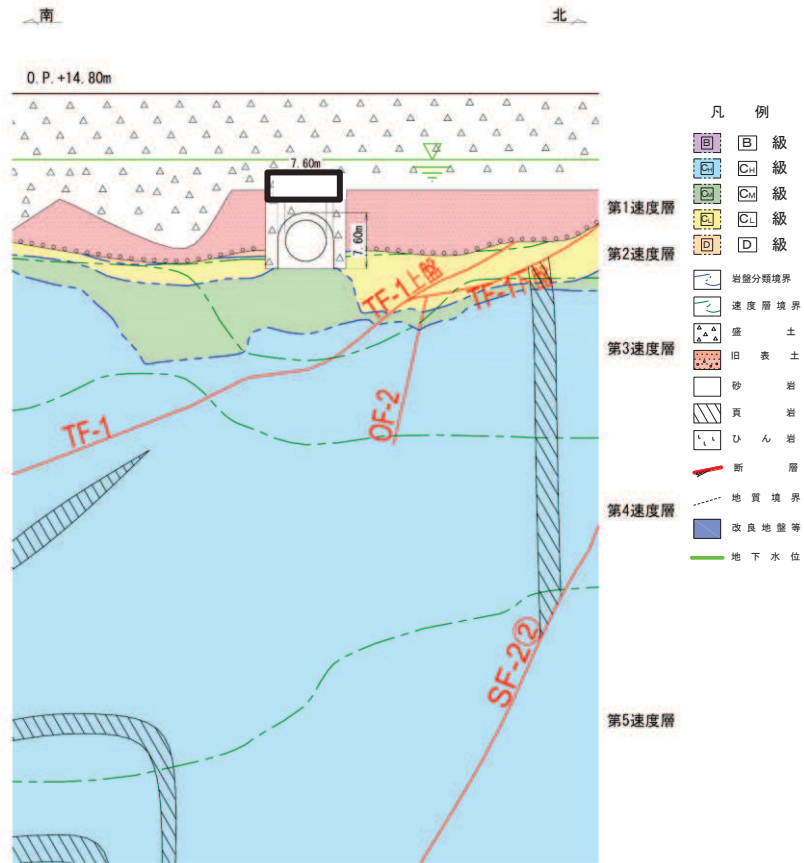 南
北
O.P.+14.80m
7.60m
7.60m
TF-1上盤
TF-1下盤
TF-1
OF-2
SF-2②
第1速度層
第2速度層
第3速度層
第4速度層
第5速度層
凡 例
B B 級
CH CH 級
CM CM 級
CL CL 級
D D 級
岩盤分類境界
速度層境界
盛 土
旧 表 土
砂 岩
頁 岩
ひ ん 岩
断 層
地 質 境 界
改 良 地 盤 等
地 下 水 位